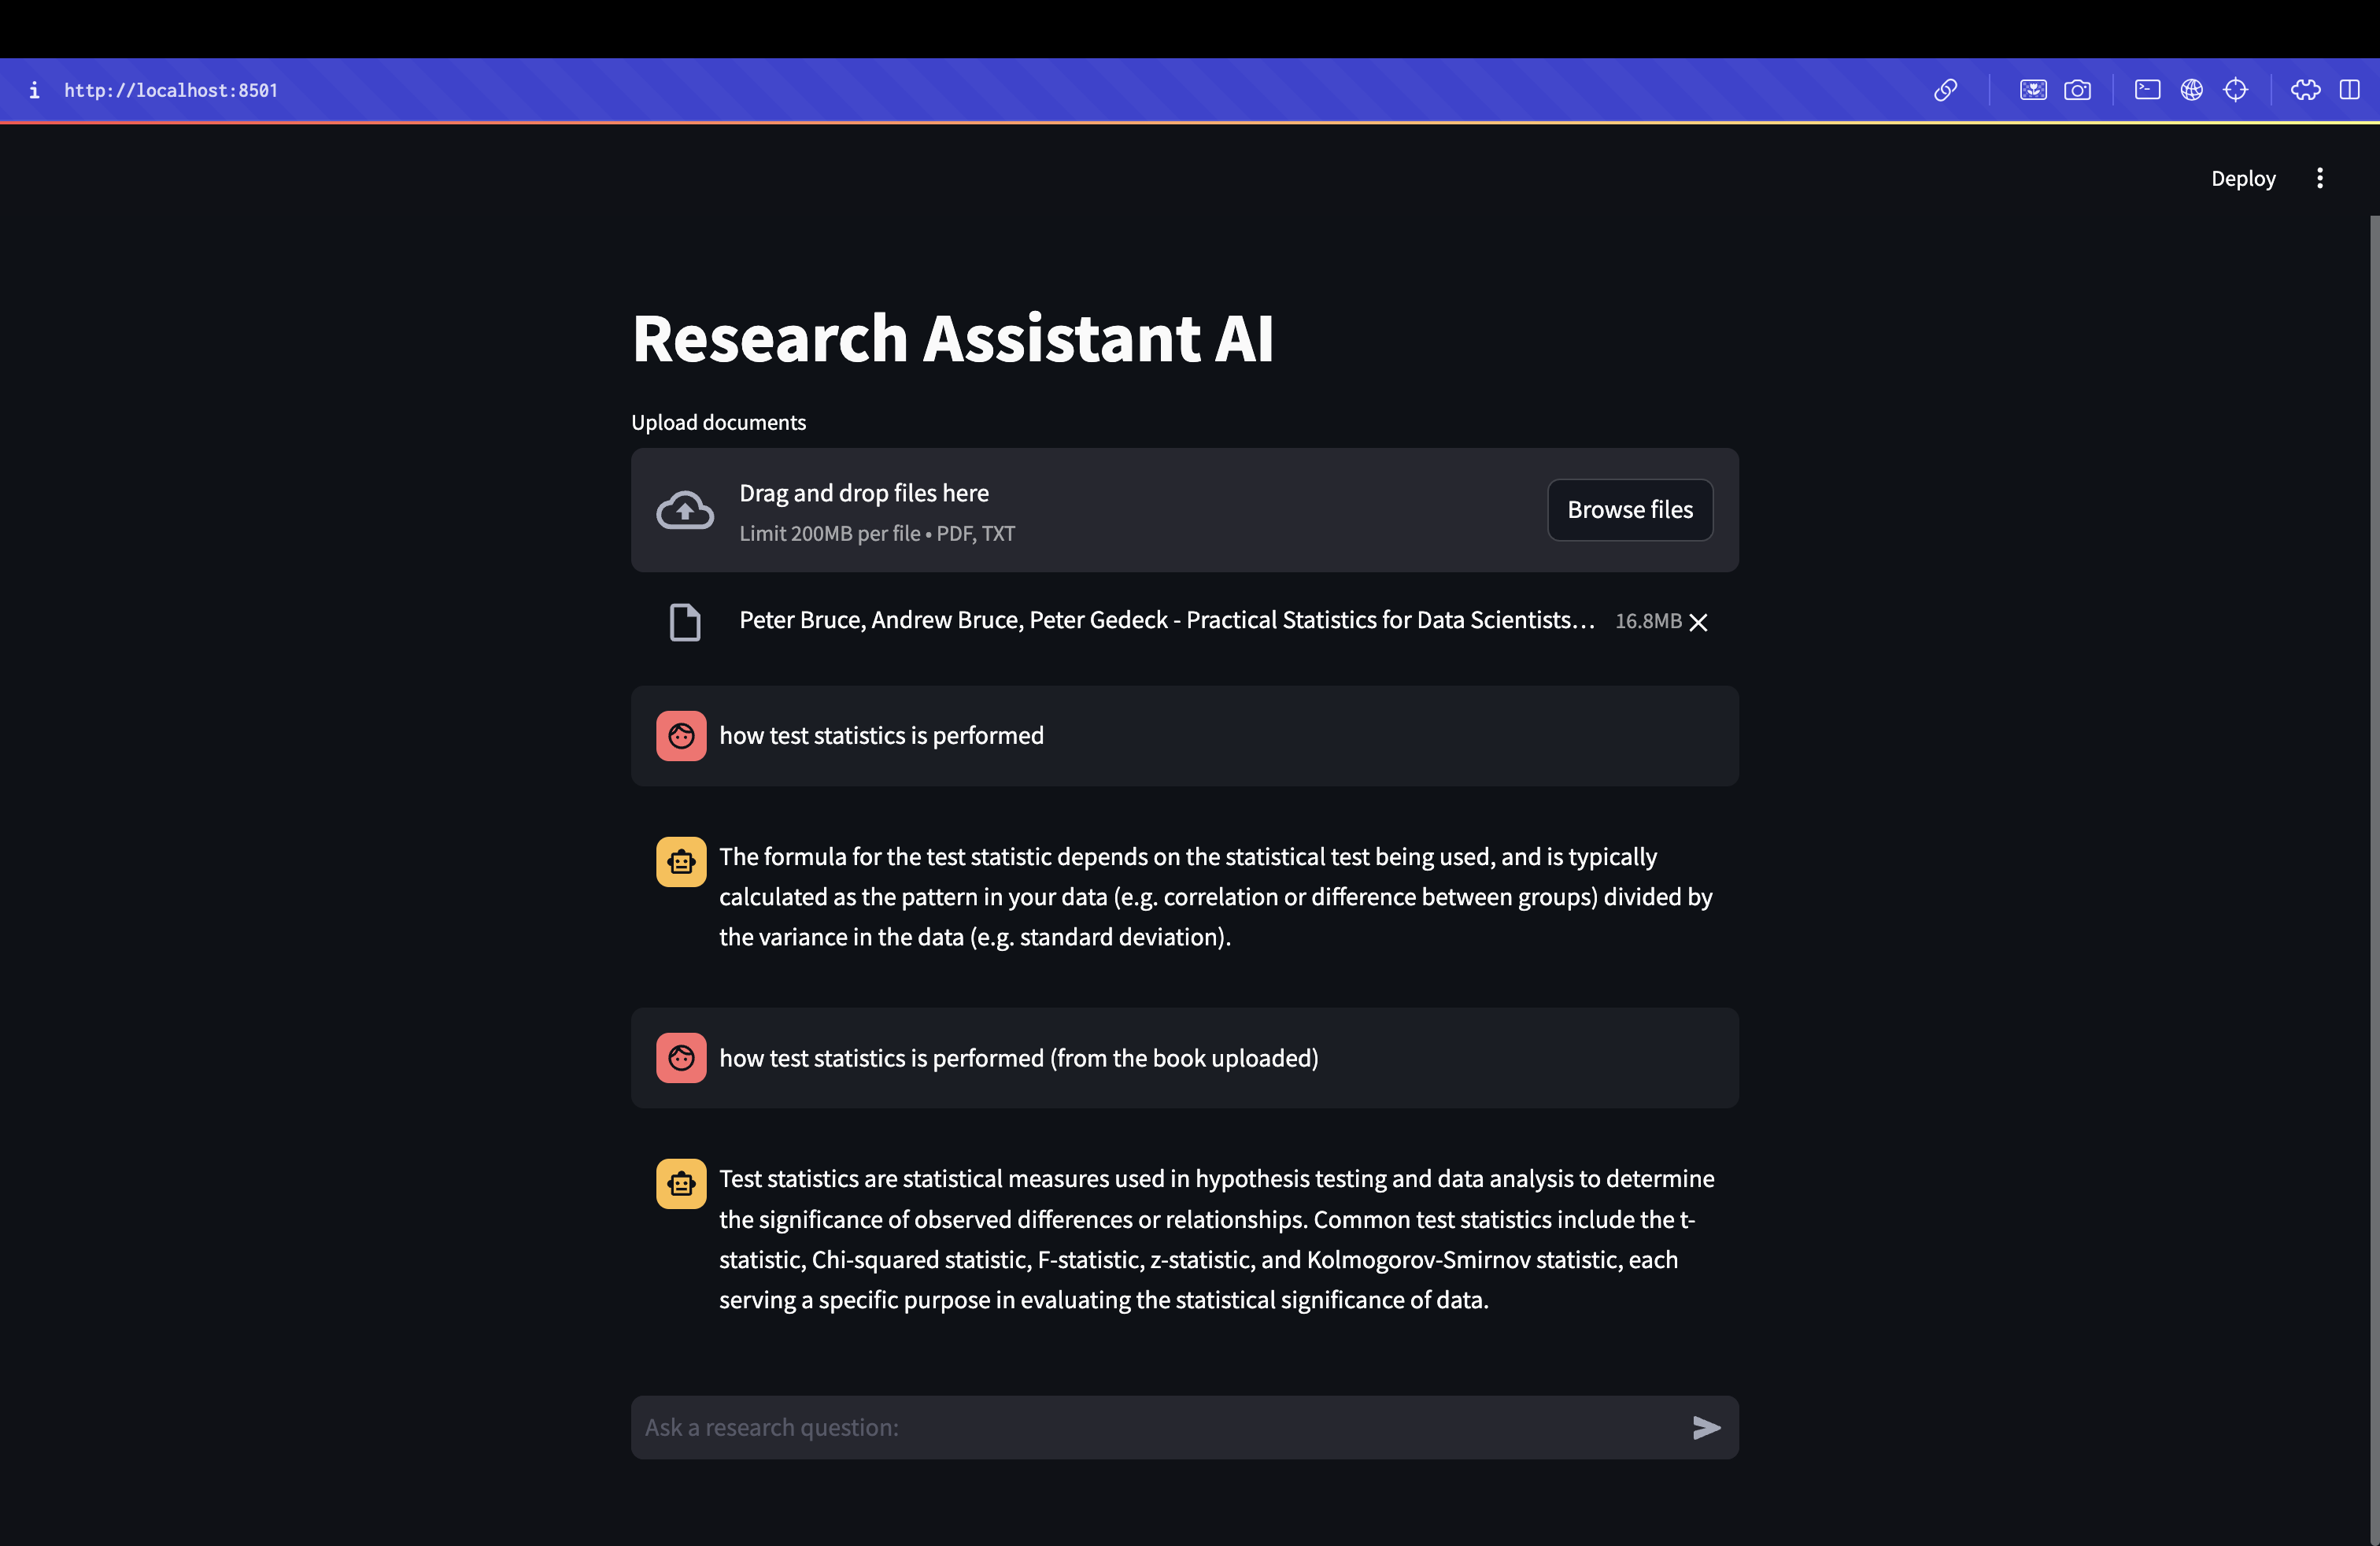 i http://localhost:8501
Deploy
Research Assistant AI
Upload documents
Drag and drop files here
Limit 200MB per file • PDF, TXT
Browse files
Peter Bruce, Andrew Bruce, Peter Gedeck - Practical Statistics for Data Scientists... 16.8MB
how test statistics is performed
The formula for the test statistic depends on the statistical test being used, and is typically
calculated as the pattern in your data (e.g. correlation or difference between groups) divided by
the variance in the data (e.g. standard deviation).
how test statistics is performed (from the book uploaded)
Test statistics are statistical measures used in hypothesis testing and data analysis to determine
the significance of observed differences or relationships. Common test statistics include the t-
statistic, Chi-squared statistic, F-statistic, z-statistic, and Kolmogorov-Smirnov statistic, each
serving a specific purpose in evaluating the statistical significance of data.
Ask a research question: